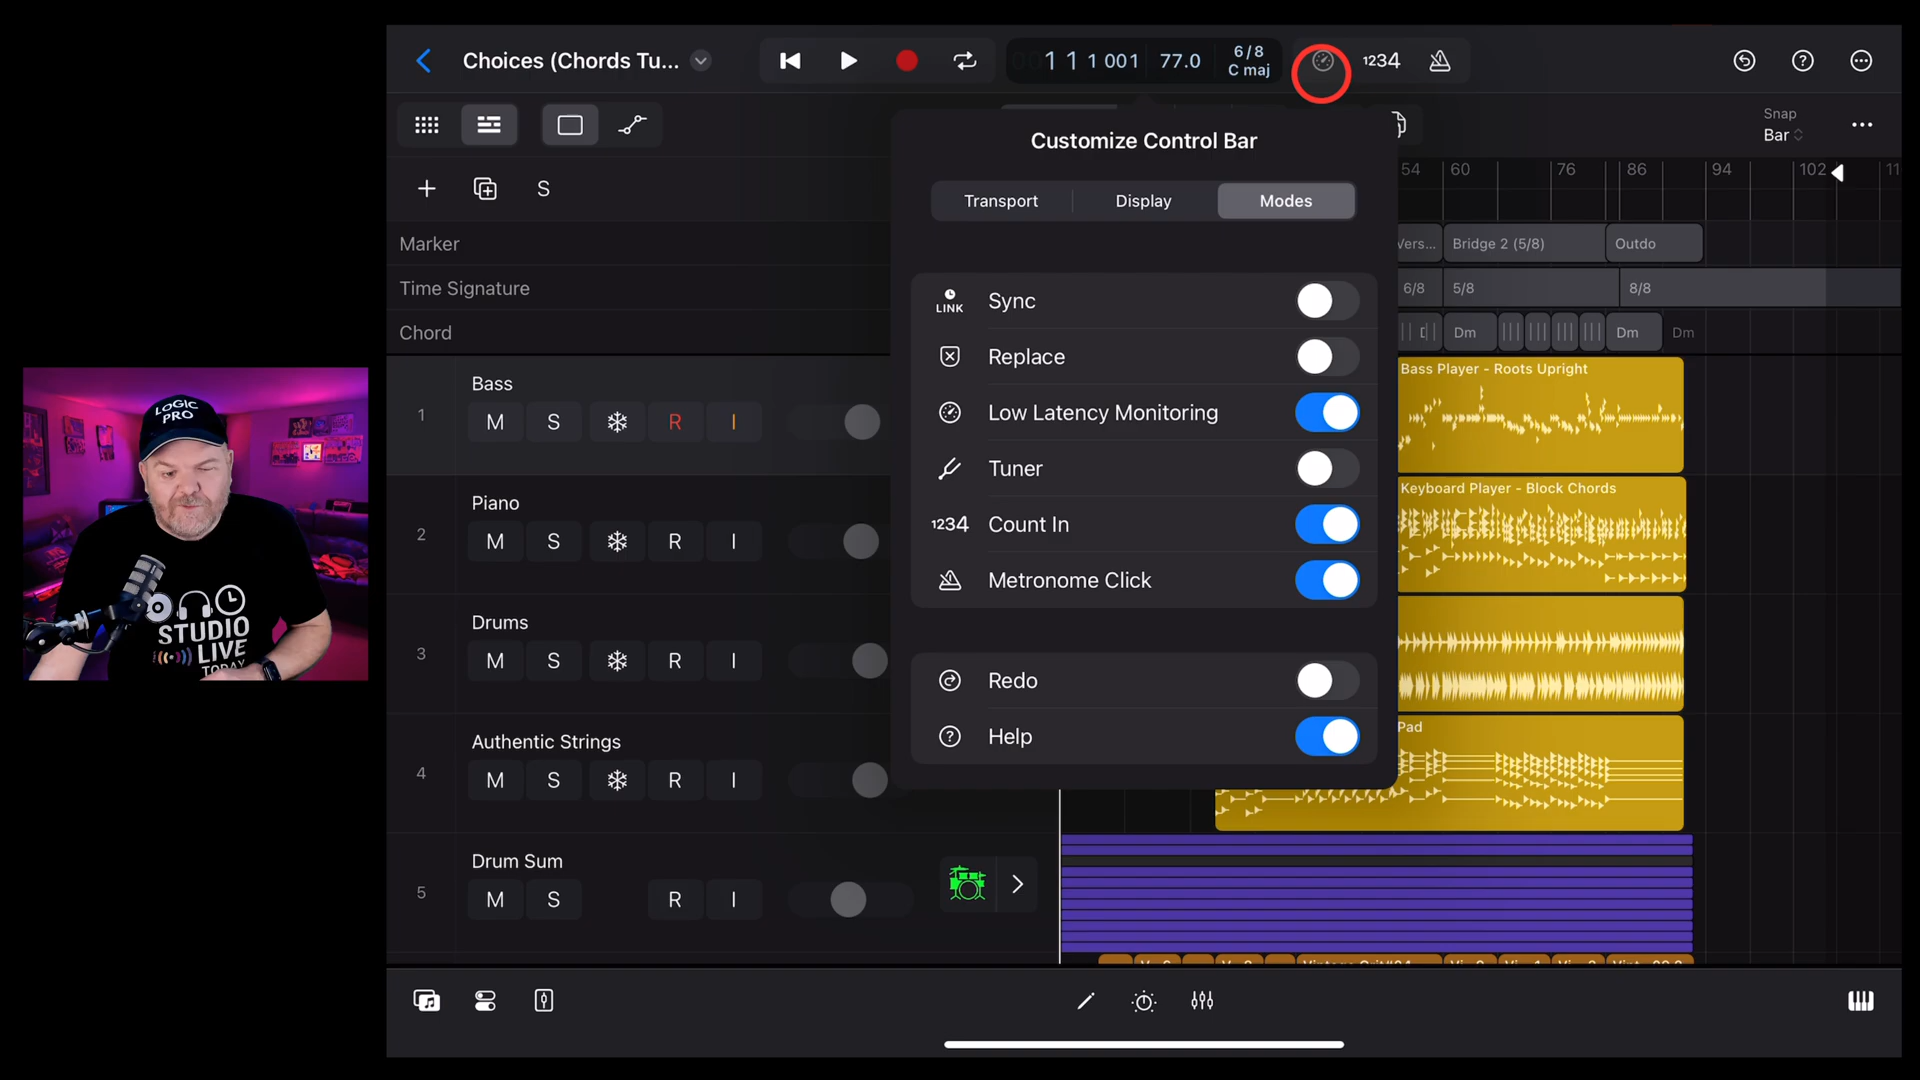 Choices (Chords Tu...
11 1 001
77.0
6/8
C maj
1234
Customize Control Bar
Snap
Bar
Transport
Display
Modes
S
54
60
76
86
94
102
11
Marker
Vers...
Bridge 2 (5/8)
Outdo
Time Signature
6/8
5/8
8/8
Chord
Dm
Dm
Dm
LINK
Sync
Replace
Low Latency Monitoring
Tuner
1234
Count In
Metronome Click
Redo
Help
1
Bass
M
S
R
I
Bass Player - Roots Upright
2
Piano
M
S
R
I
Keyboard Player - Block Chords
3
Drums
M
S
R
I
4
Authentic Strings
M
S
R
I
Pad
5
Drum Sum
M
S
R
I
LOGIC
PRO
STUDIO
LIVE
TODAY